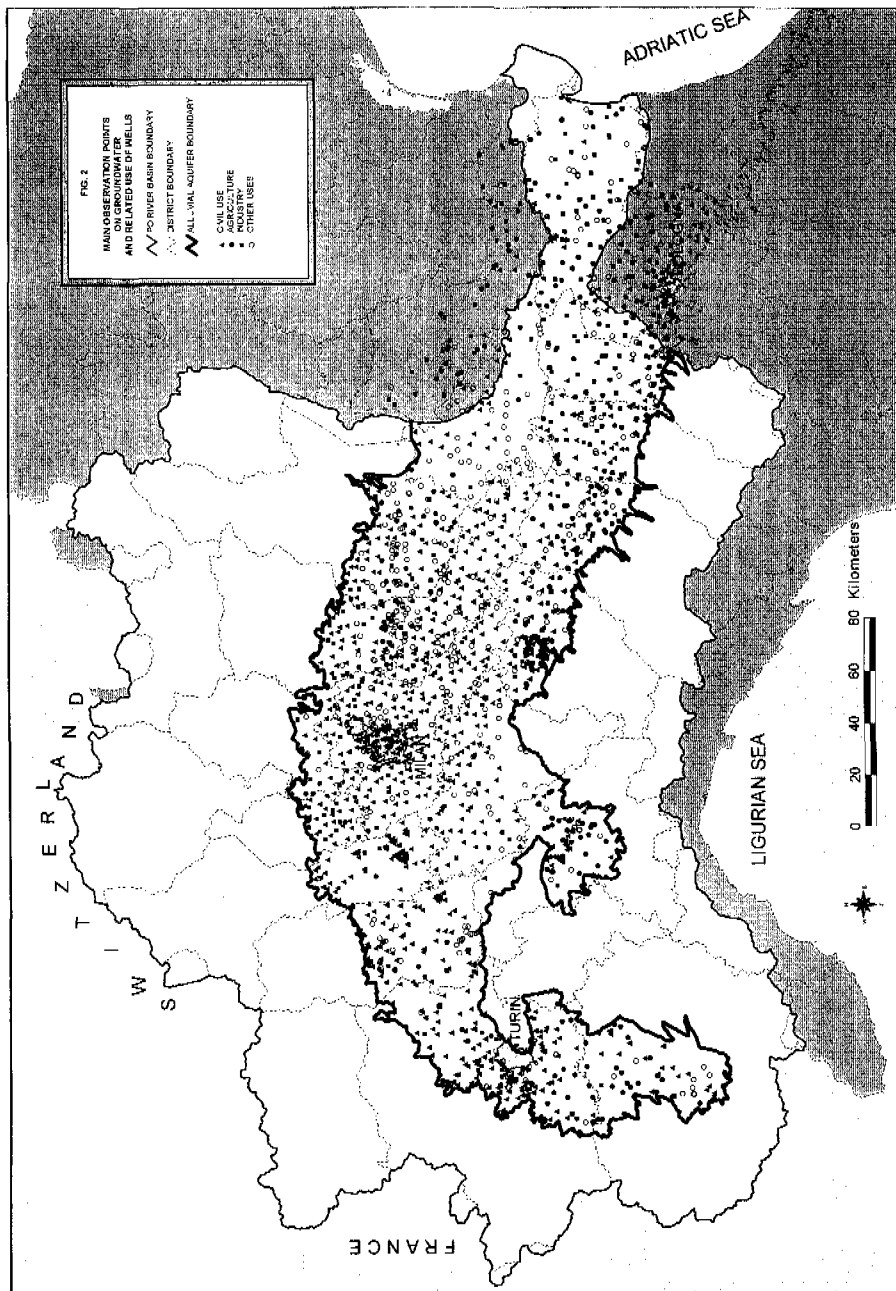 FIG. 2
MAIN OBSERVATION POINTS
ON GROUNDWATER
AND RELATED USE OF WELLS
PO RIVER BASIN BOUNDARY
DISTRICT BOUNDARY
ALLUVIAL AQUIFER BOUNDARY
CIVIL USE
AGRICULTURE
INDUSTRY
OTHER USES
ADRIATIC SEA
SWITZERLAND
MILAN
TURIN
BOLOGNA
FRANCE
LIGURIAN SEA
0 20 40 60 80 Kilometers